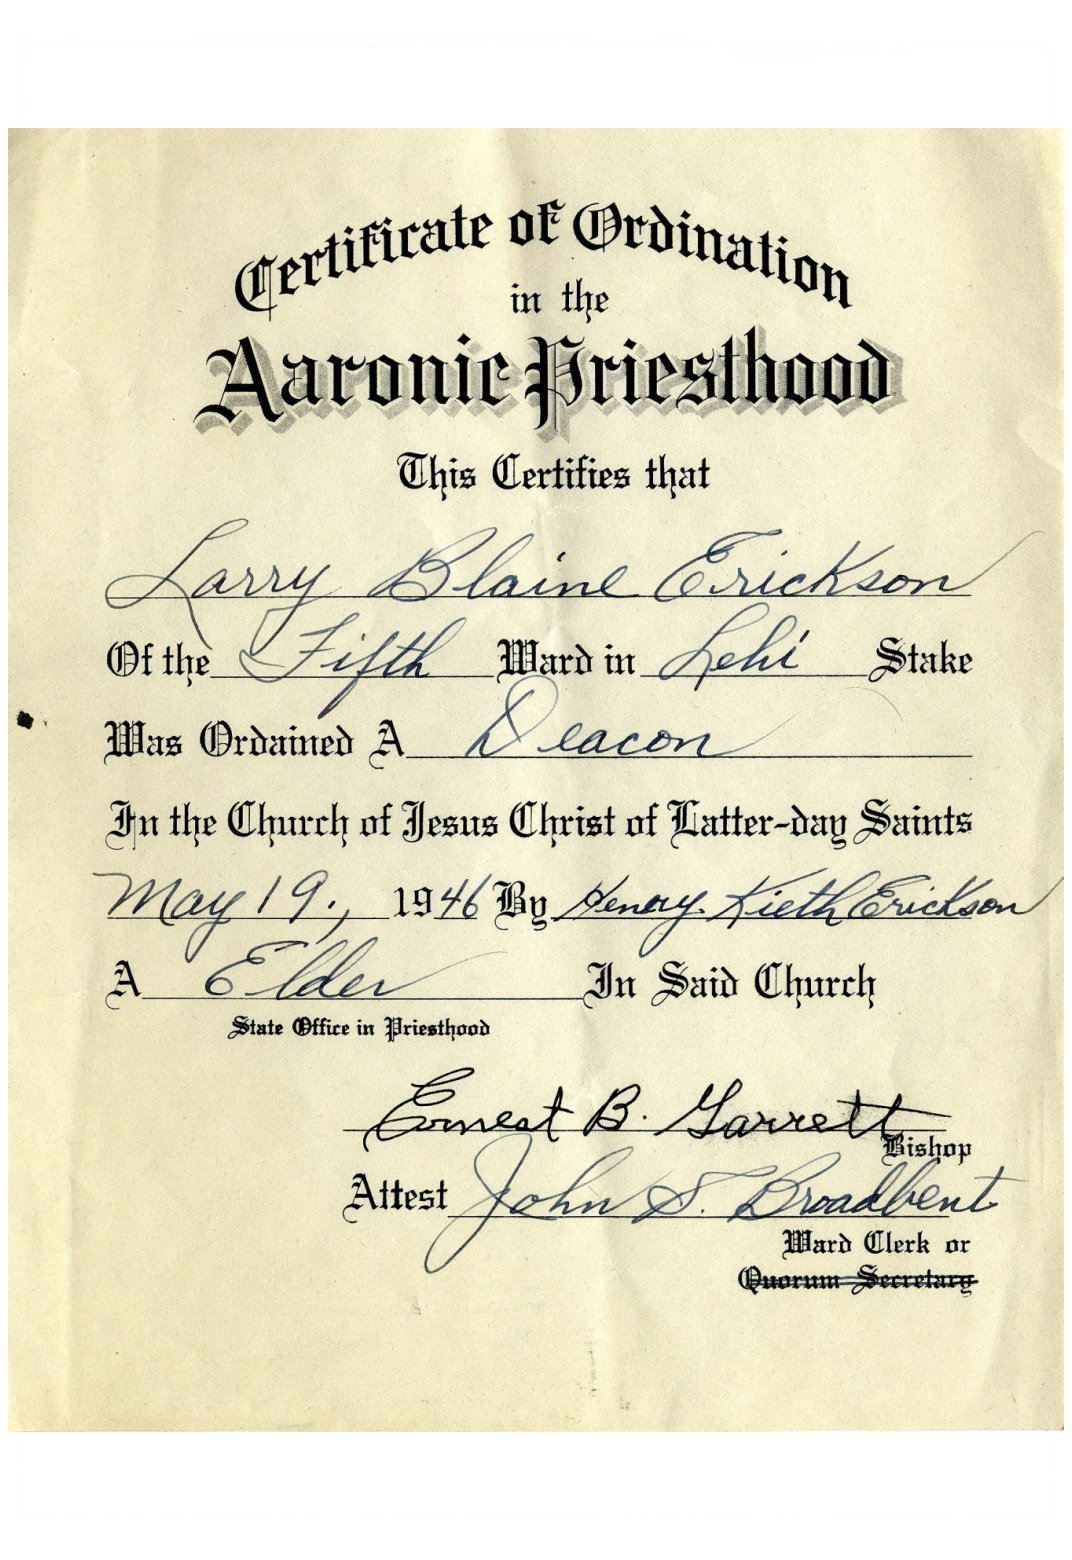 Certificate of Ordination
in the
Aaronic Priesthood
This Certifies that
Larry Blaine Erickson
Of the Fifth Ward in Lehi Stake
Was Ordained A Deacon
In the Church of Jesus Christ of Latter-day Saints
May 19., 1946 By Henry Kieth Erickson
A Elder In Said Church
State Office in Priesthood
Ernest B. Garrett
Bishop
Attest John S. Broadbent
Ward Clerk or
Quorum Secretary